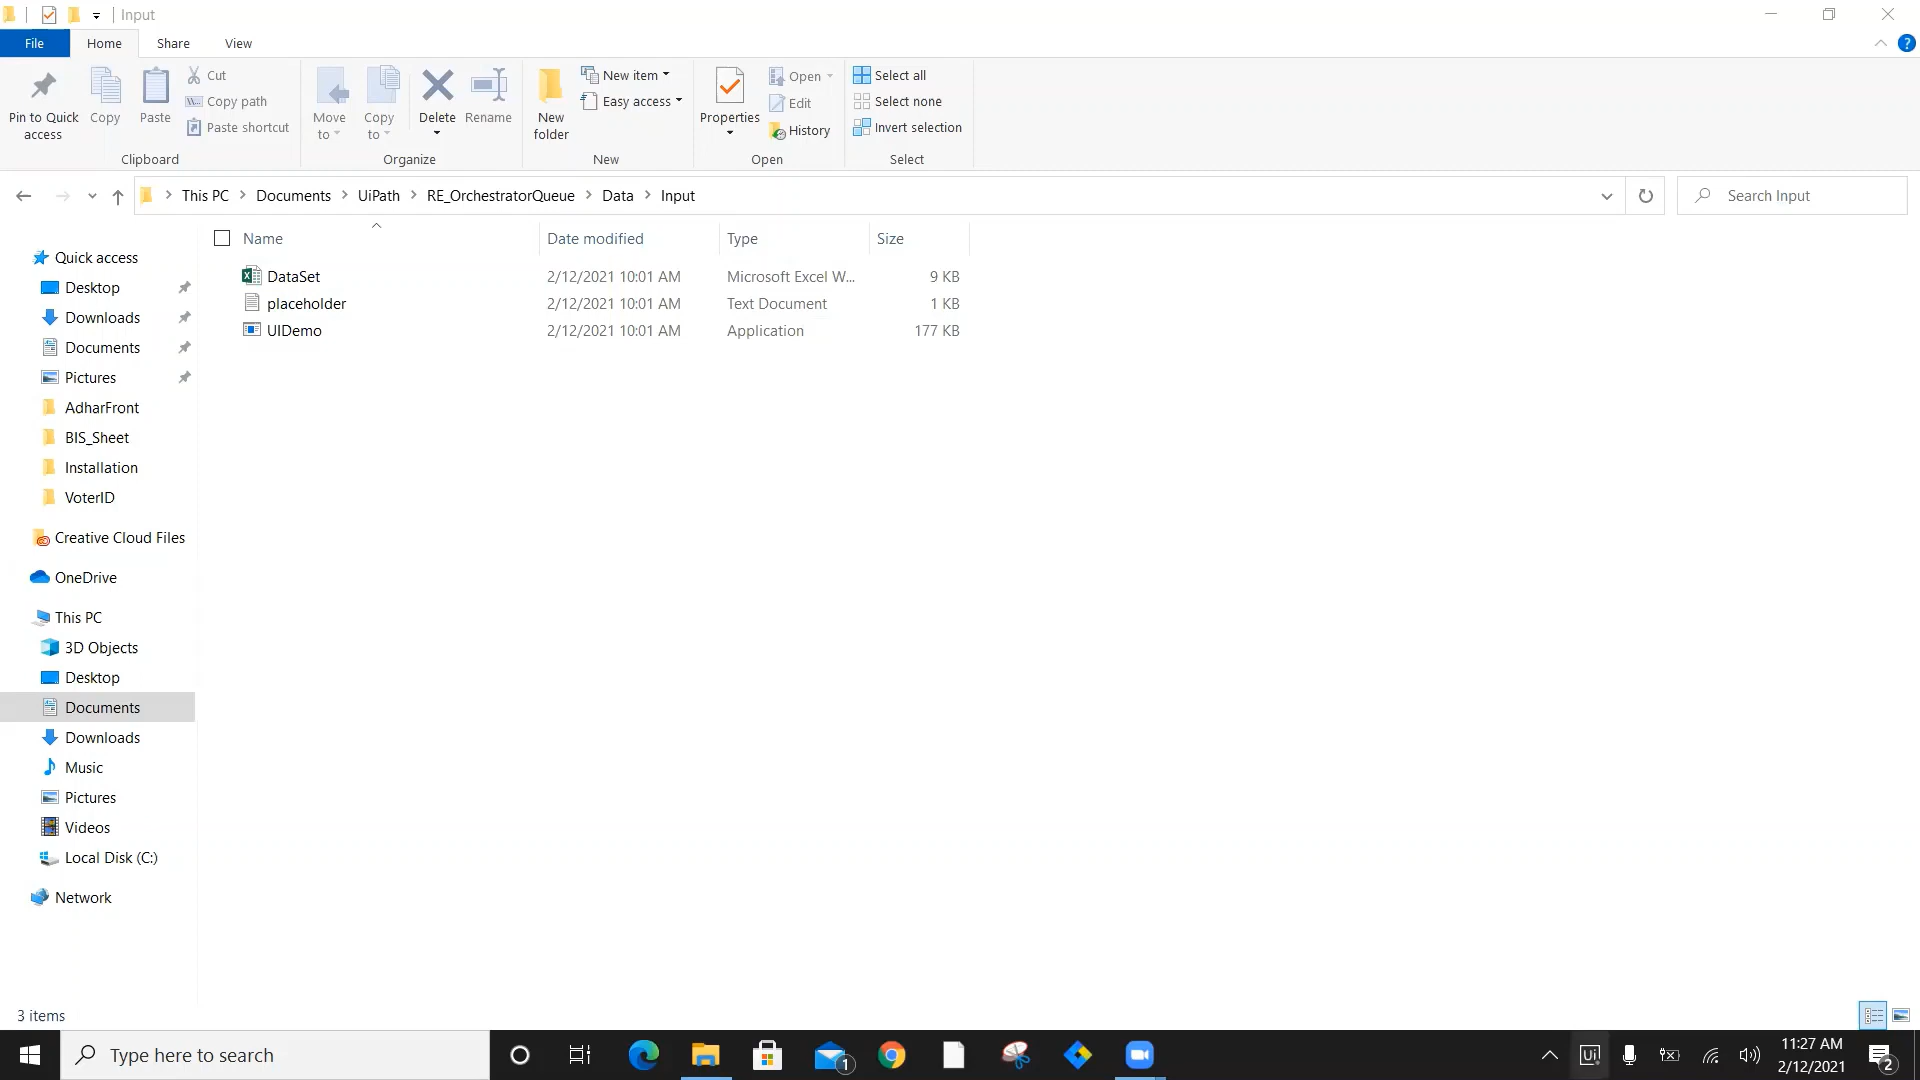 Input
File Home Share View
Pin to Quick access
Copy
Paste
Cut
Copy path
Paste shortcut
Clipboard
Move to
Copy to
Delete
Rename
Organize
New folder
New item
Easy access
New
Properties
Open
Edit
History
Open
Select all
Select none
Invert selection
Select
This PC Documents UiPath RE_OrchestratorQueue Data Input
Search Input
Name Date modified Type Size
DataSet 2/12/2021 10:01 AM Microsoft Excel W... 9 KB
placeholder 2/12/2021 10:01 AM Text Document 1 KB
UIDemo 2/12/2021 10:01 AM Application 177 KB
Quick access
Desktop
Downloads
Documents
Pictures
AdharFront
BIS_Sheet
Installation
VoterID
Creative Cloud Files
OneDrive
This PC
3D Objects
Desktop
Documents
Downloads
Music
Pictures
Videos
Local Disk (C:)
Network
3 items
Type here to search
1
Ui
11:27 AM
2/12/2021
2